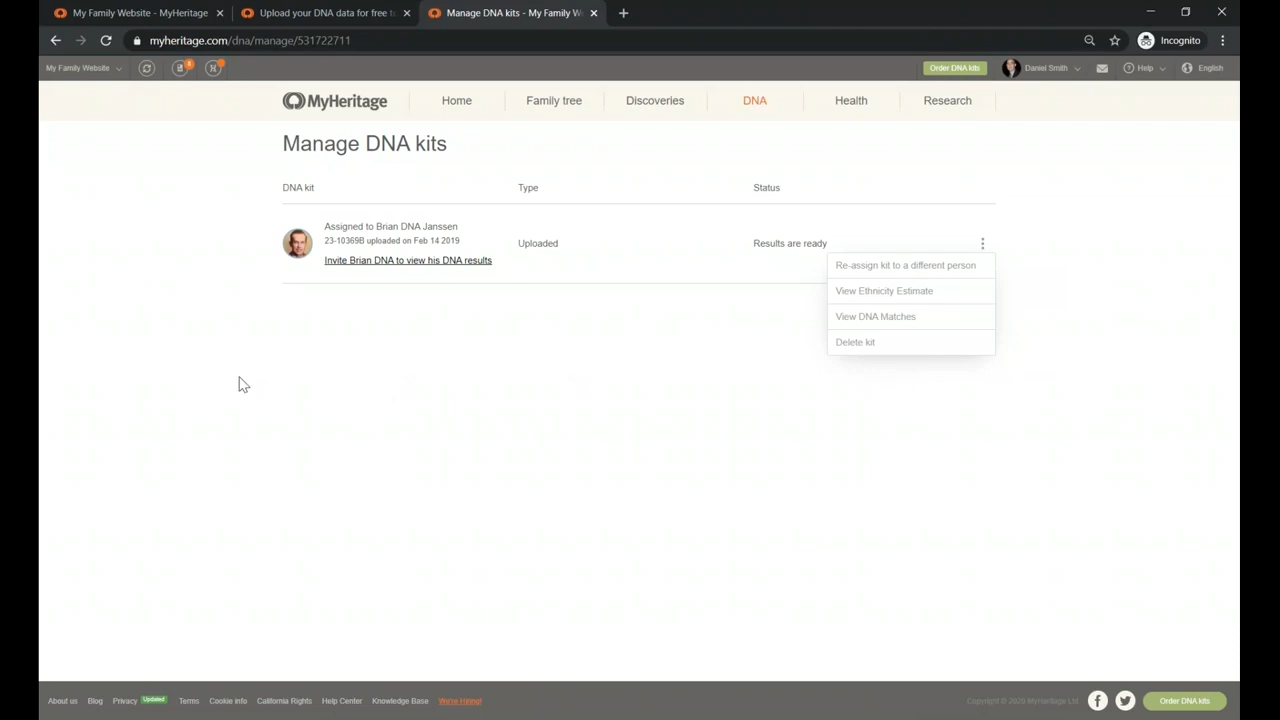 My Family Website - MyHeritage
Upload your DNA data for free t
Manage DNA kits - My Family W
myheritage.com/dna/manage/531722711
Incognito
My Family Website
Order DNA kits
Daniel Smith
Help
English
MyHeritage
Home
Family tree
Discoveries
DNA
Health
Research
Manage DNA kits
DNA kit
Type
Status
Assigned to Brian DNA Janssen
23-10369B uploaded on Feb 14 2019
Invite Brian DNA to view his DNA results
Uploaded
Results are ready
Re-assign kit to a different person
View Ethnicity Estimate
View DNA Matches
Delete kit
About us
Blog
Privacy
Updated
Terms
Cookie info
California Rights
Help Center
Knowledge Base
We're Hiring!
Copyright © 2020 MyHeritage Ltd.
Order DNA kits